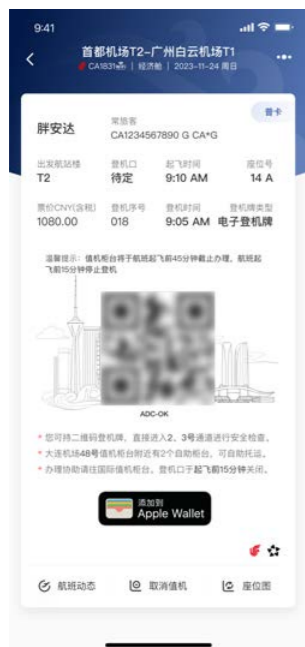 9:41
首都机场T2-广州白云机场T1
CA1831 | 经济舱 | 2023-11-24 周日
普卡
胖安达
常旅客
CA1234567890 G CA*G
出发航站楼 登机口 起飞时间 座位号
T2 待定 9:10 AM 14 A
票价CNY(含税) 登机序号 登机时间 登机牌类型
1080.00 018 9:05 AM 电子登机牌
温馨提示：值机柜台将于航班起飞前45分钟截止办理，航班起
飞前15分钟停止登机
ADC-OK
* 您可持二维码登机牌，直接进入2、3号通道进行安全检查。
* 大连机场48号值机柜台附近有2个自助柜台，可自助托运。
* 办理协助请往国际值机柜台。登机口于起飞前15分钟关闭。
添加到
Apple Wallet
航班动态 取消值机 座位图